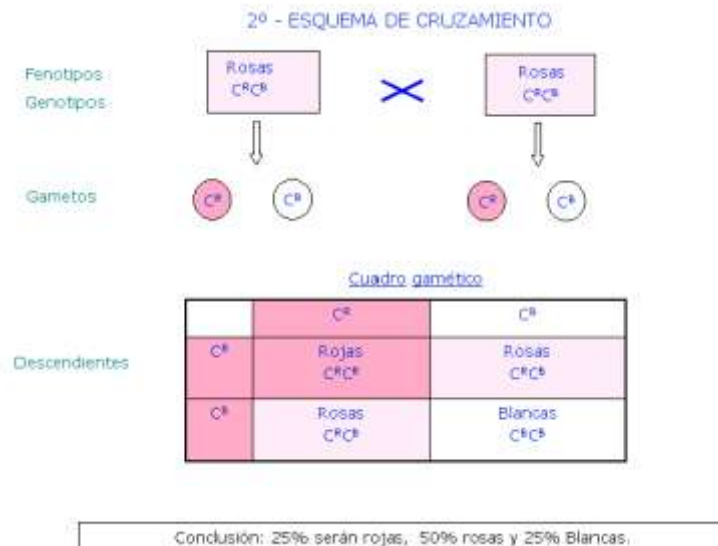 2º - ESQUEMA DE CRUZAMIENTO
Fenotipos
Genotipos
Rosas
CᴿCᴮ
Rosas
CᴿCᴮ
Gametos
Cᴿ
Cᴮ
Cᴿ
Cᴮ
Cuadro gamético
Cᴿ
Cᴮ
Descendientes
Cᴿ
Rojas
CᴿCᴿ
Rosas
CᴿCᴮ
Cᴮ
Rosas
CᴿCᴮ
Blancas
CᴮCᴮ
Conclusión: 25% serán rojas, 50% rosas y 25% Blancas.